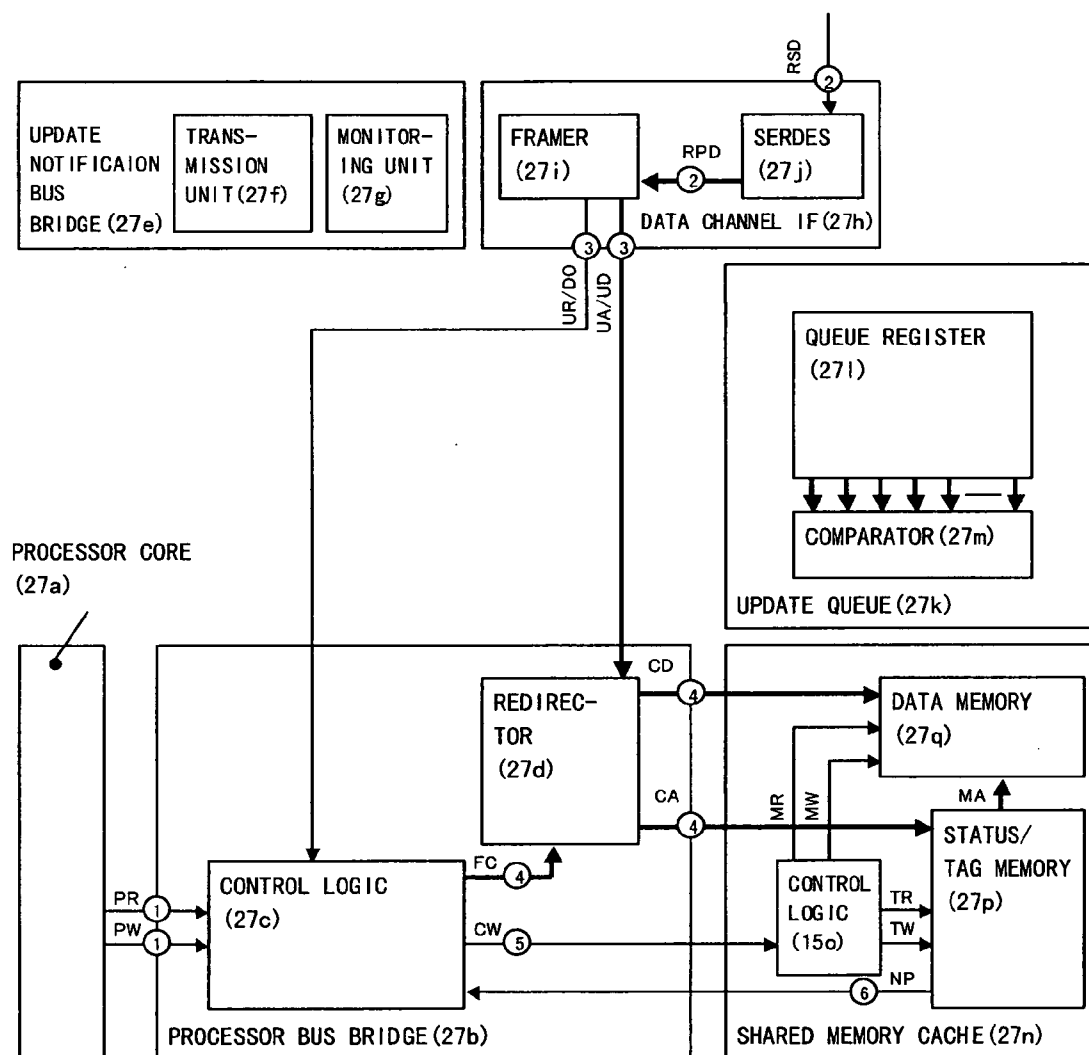 RSD
2
UPDATE
NOTIFICAION
BUS
BRIDGE(27e)
TRANS-
MISSION
UNIT(27f)
MONITOR-
ING UNIT
(27g)
FRAMER
(27i)
RPD
2
SERDES
(27j)
DATA CHANNEL IF(27h)
3
3
UR/DO
UA/UD
QUEUE REGISTER
(27l)
COMPARATOR(27m)
UPDATE QUEUE(27k)
PROCESSOR CORE
(27a)
REDIREC-
TOR
(27d)
CD
4
CA
4
DATA MEMORY
(27q)
MR
MW
MA
STATUS/
TAG MEMORY
(27p)
CONTROL LOGIC
(27c)
FC
4
CW
5
PR
1
PW
1
CONTROL
LOGIC
(15o)
TR
TW
NP
6
PROCESSOR BUS BRIDGE(27b)
SHARED MEMORY CACHE(27n)